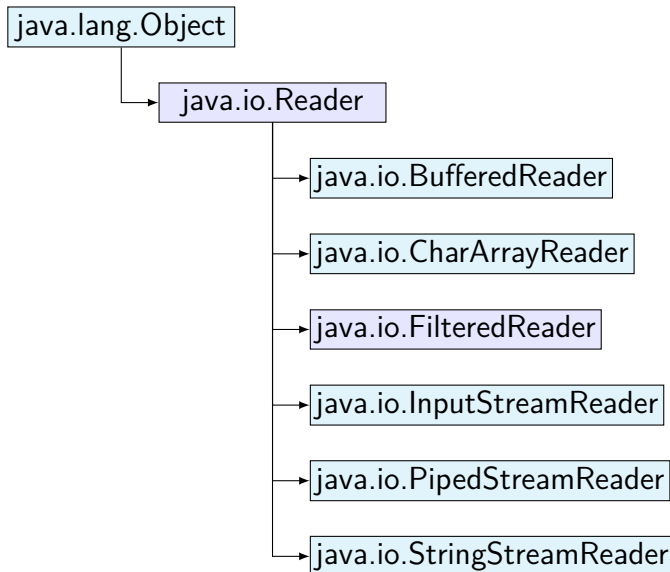 java.lang.Object
java.io.Reader
java.io.BufferedReader
java.io.CharArrayReader
java.io.FilteredReader
java.io.InputStreamReader
java.io.PipedStreamReader
java.io.StringStreamReader